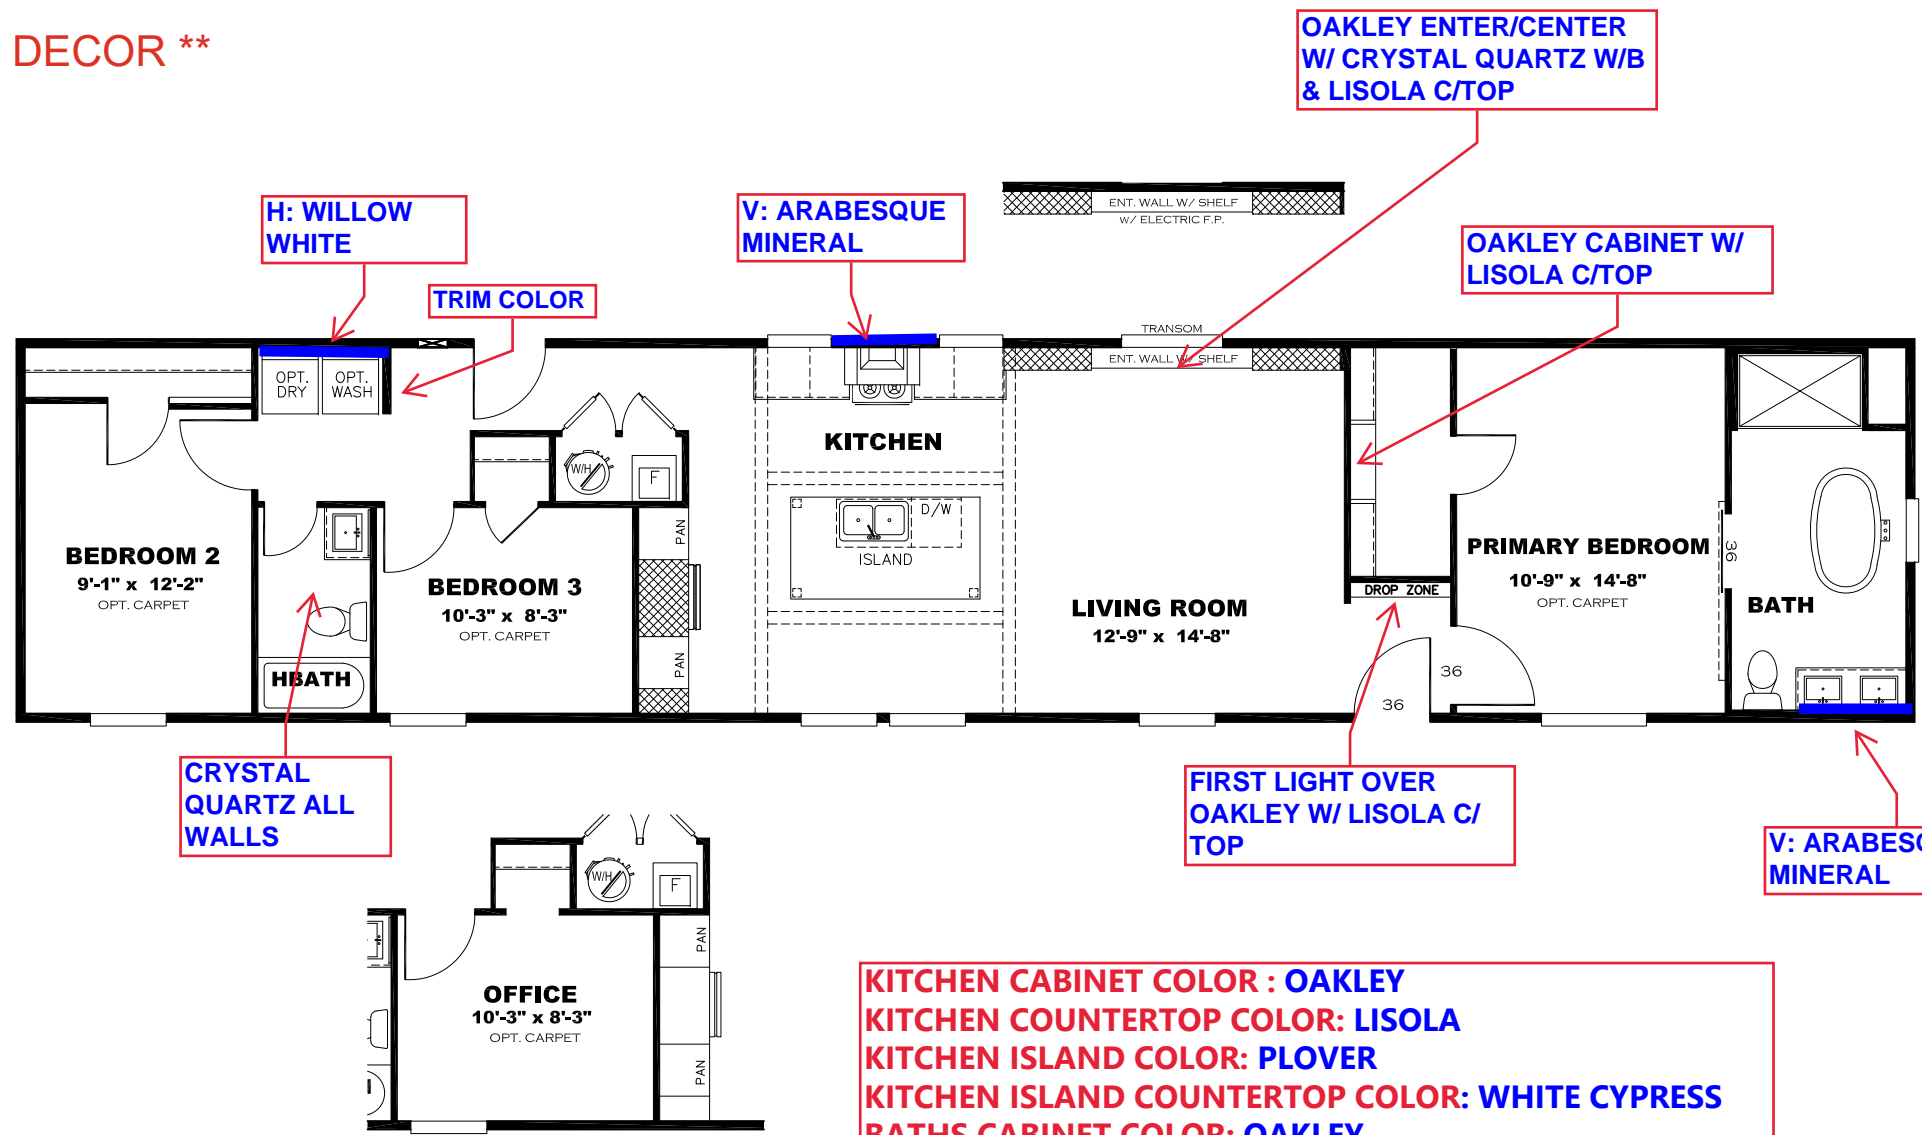 DECOR **
OAKLEY ENTER/CENTER
W/ CRYSTAL QUARTZ W/B
& LISOLA C/TOP
H: WILLOW
WHITE
V: ARABESQUE
MINERAL
ENT. WALL W/ SHELF
W/ ELECTRIC F.P.
OAKLEY CABINET W/
LISOLA C/TOP
TRIM COLOR
TRANSOM
ENT. WALL W/ SHELF
OPT.
DRY
OPT.
WASH
KITCHEN
W/H
F
D/W
ISLAND
PAN
PAN
BEDROOM 2
9'-1" x 12'-2"
OPT. CARPET
BEDROOM 3
10'-3" x 8'-3"
OPT. CARPET
HBATH
LIVING ROOM
12'-9" x 14'-8"
DROP ZONE
36
36
PRIMARY BEDROOM
10'-9" x 14'-8"
OPT. CARPET
36
BATH
CRYSTAL
QUARTZ ALL
WALLS
FIRST LIGHT OVER
OAKLEY W/ LISOLA C/
TOP
V: ARABESQ
MINERAL
W/H
F
PAN
PAN
OFFICE
10'-3" x 8'-3"
OPT. CARPET
KITCHEN CABINET COLOR : OAKLEY
KITCHEN COUNTERTOP COLOR: LISOLA
KITCHEN ISLAND COLOR: PLOVER
KITCHEN ISLAND COUNTERTOP COLOR: WHITE CYPRESS
BATHS CABINET COLOR: OAKLEY